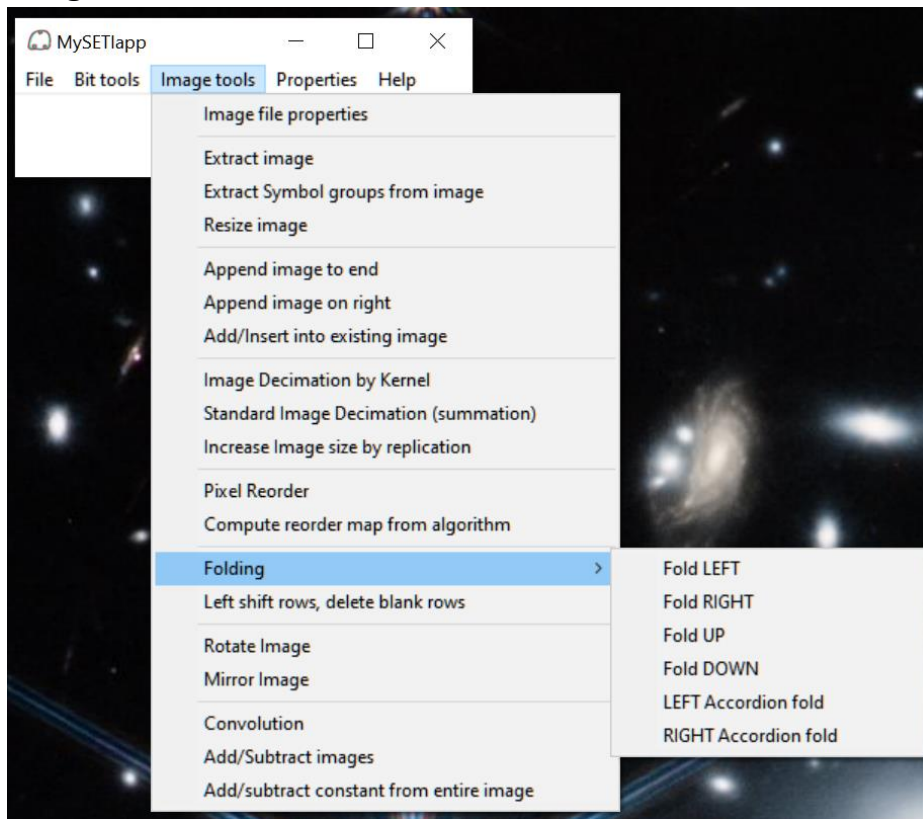 MySETIapp
File Bit tools Image tools Properties Help
Image file properties
Extract image
Extract Symbol groups from image
Resize image
Append image to end
Append image on right
Add/Insert into existing image
Image Decimation by Kernel
Standard Image Decimation (summation)
Increase Image size by replication
Pixel Reorder
Compute reorder map from algorithm
Folding
Left shift rows, delete blank rows
Rotate Image
Mirror Image
Convolution
Add/Subtract images
Add/subtract constant from entire image
Fold LEFT
Fold RIGHT
Fold UP
Fold DOWN
LEFT Accordion fold
RIGHT Accordion fold